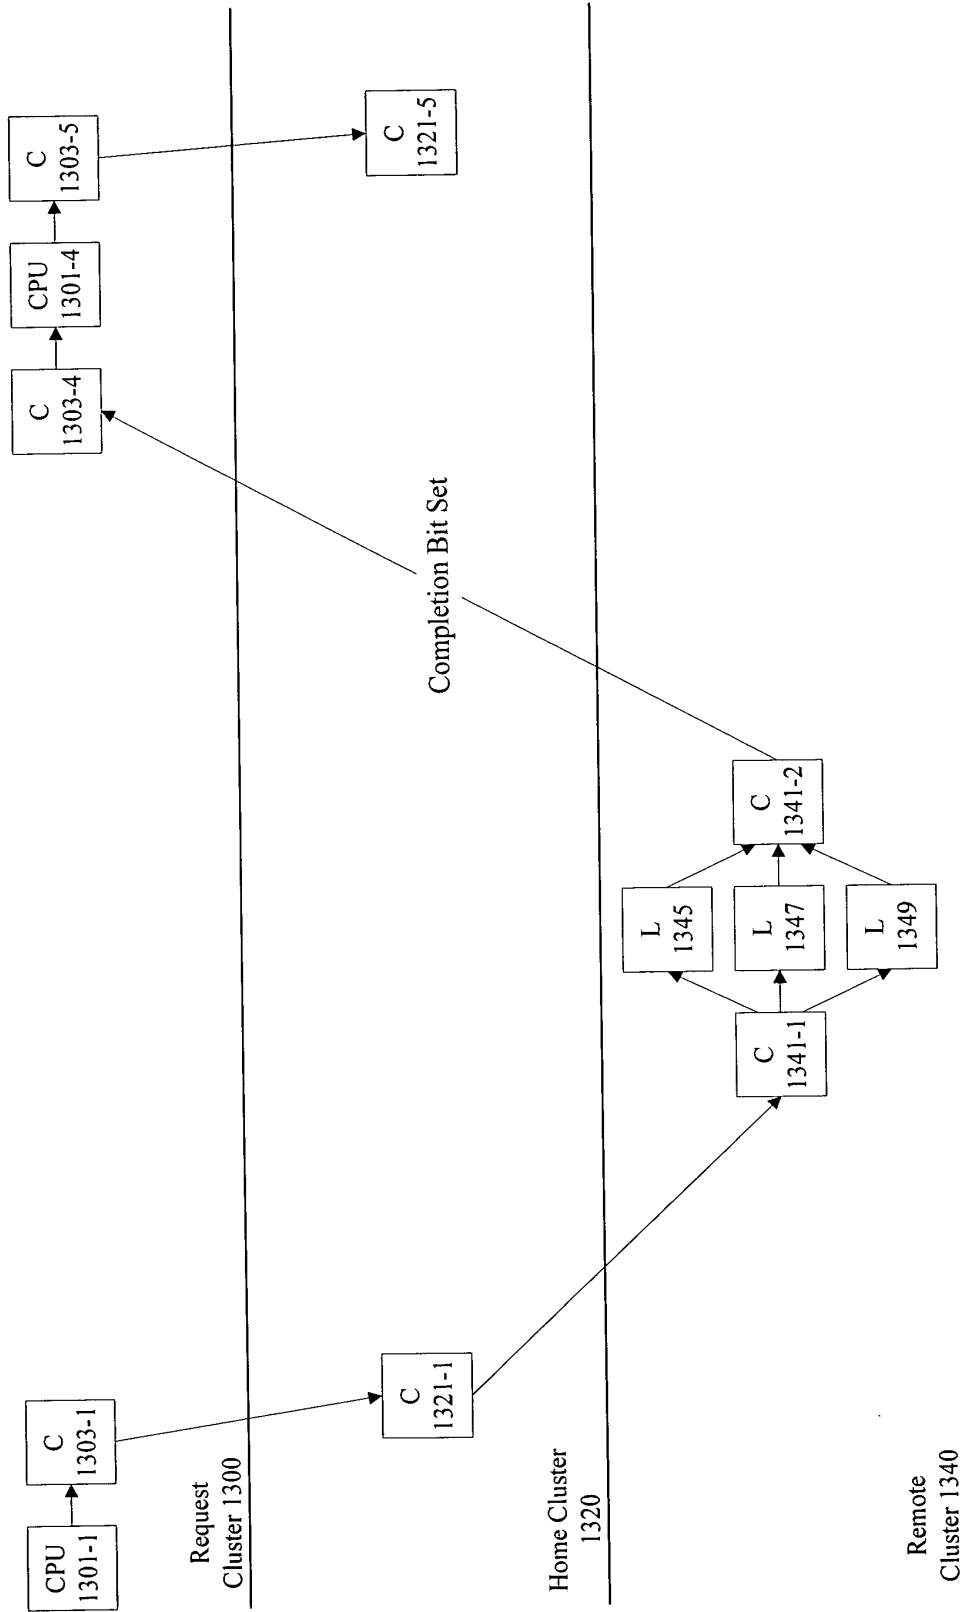 CPU
1301-1
C
1303-1
C
1303-4
CPU
1301-4
C
1303-5
Request
Cluster 1300
C
1321-1
Completion Bit Set
C
1321-5
Home Cluster
1320
C
1341-1
L
1345
L
1347
L
1349
C
1341-2
Remote
Cluster 1340